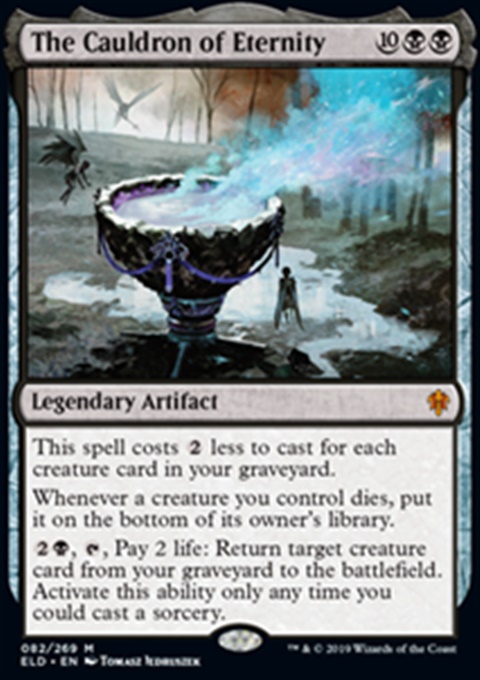 The Cauldron of Eternity 10
Legendary Artifact
This spell costs 2 less to cast for each
creature card in your graveyard.
Whenever a creature you control dies, put
it on the bottom of its owner's library.
2, , Pay 2 life: Return target creature
card from your graveyard to the battlefield.
Activate this ability only any time you
could cast a sorcery.
082/269 M
ELD • EN Tomasz Jedruszek
™ & © 2019 Wizards of the Coast